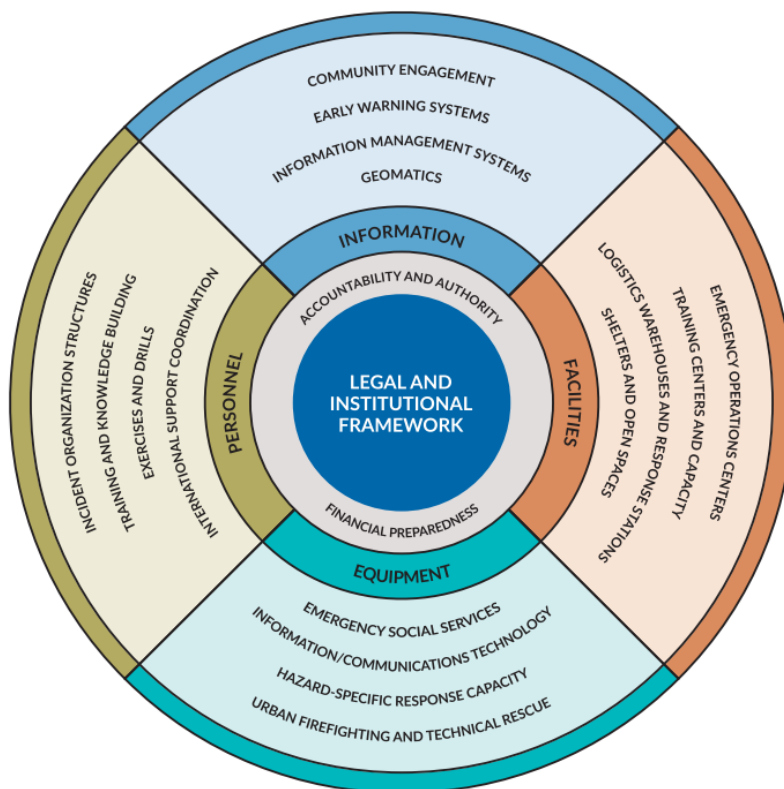 COMMUNITY ENGAGEMENT
EARLY WARNING SYSTEMS
INFORMATION MANAGEMENT SYSTEMS
GEOMATICS
INFORMATION
ACCOUNTABILITY AND AUTHORITY
LEGAL AND
INSTITUTIONAL
FRAMEWORK
FINANCIAL PREPAREDNESS
PERSONNEL
INCIDENT ORGANIZATION STRUCTURES
TRAINING AND KNOWLEDGE BUILDING
EXERCISES AND DRILLS
INTERNATIONAL SUPPORT COORDINATION
FACILITIES
EMERGENCY OPERATIONS CENTERS
TRAINING CENTERS AND CAPACITY
LOGISTICS WAREHOUSES AND RESPONSE STATIONS
SHELTERS AND OPEN SPACES
EQUIPMENT
EMERGENCY SOCIAL SERVICES
INFORMATION/COMMUNICATIONS TECHNOLOGY
HAZARD-SPECIFIC RESPONSE CAPACITY
URBAN FIREFIGHTING AND TECHNICAL RESCUE